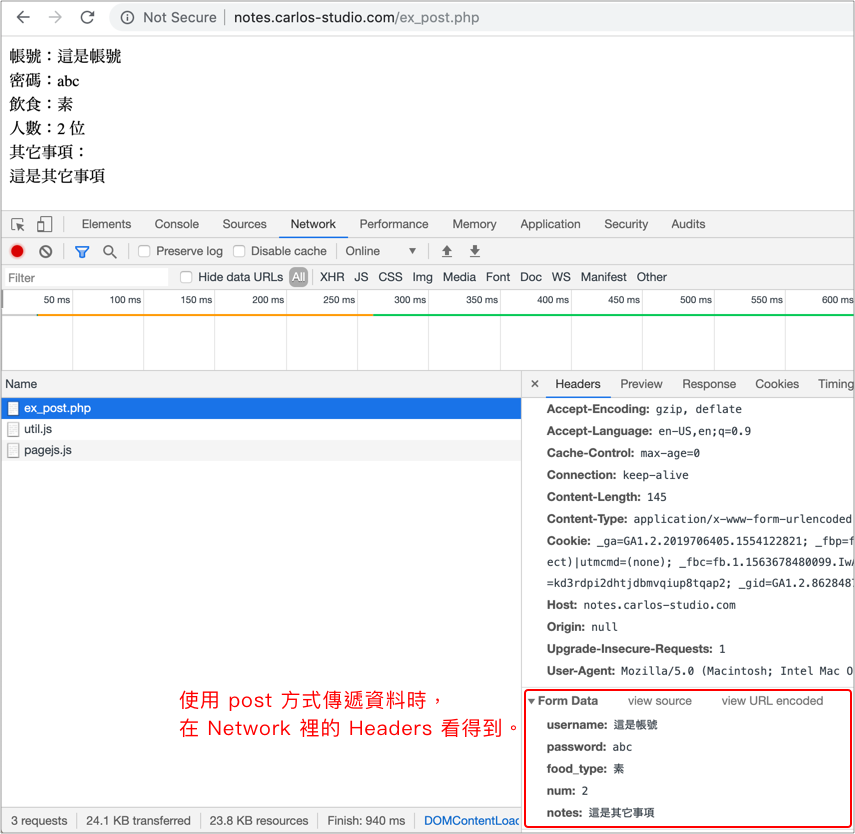 Not Secure | notes.carlos-studio.com/ex_post.php
帳號：這是帳號
密碼：abc
飲食：素
人數：2 位
其它事項：
這是其它事項
Elements Console Sources Network Performance Memory Application Security Audits
Preserve log Disable cache Online
Filter Hide data URLs All XHR JS CSS Img Media Font Doc WS Manifest Other
50 ms 100 ms 150 ms 200 ms 250 ms 300 ms 350 ms 400 ms 450 ms 500 ms 550 ms 600 ms
Name
ex_post.php
util.js
pagejs.js
× Headers Preview Response Cookies Timing
Accept-Encoding: gzip, deflate
Accept-Language: en-US,en;q=0.9
Cache-Control: max-age=0
Connection: keep-alive
Content-Length: 145
Content-Type: application/x-www-form-urlencoded
Cookie: _ga=GA1.2.2019706405.1554122821; _fbp=f
ect)|utmcmd=(none); _fbc=fb.1.1563678480099.IwA
=kd3rdpi2dhtjdbmvqiup8tqap2; _gid=GA1.2.862848
Host: notes.carlos-studio.com
Origin: null
Upgrade-Insecure-Requests: 1
User-Agent: Mozilla/5.0 (Macintosh; Intel Mac O
使用 post 方式傳遞資料時，
在 Network 裡的 Headers 看得到。
Form Data view source view URL encoded
username: 這是帳號
password: abc
food_type: 素
num: 2
notes: 這是其它事項
3 requests 24.1 KB transferred 23.8 KB resources Finish: 940 ms DOMContentLoad